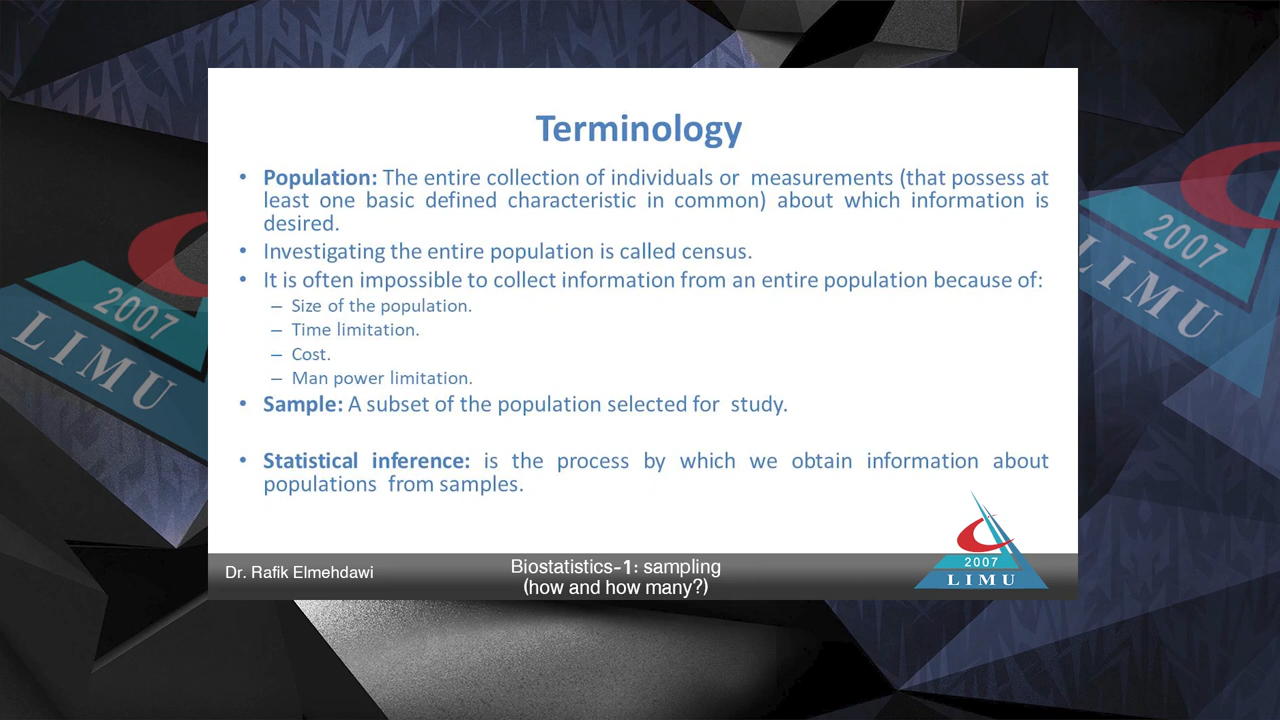 Terminology
• Population: The entire collection of individuals or measurements (that possess at
least one basic defined characteristic in common) about which information is
desired.
• Investigating the entire population is called census.
• It is often impossible to collect information from an entire population because of:
– Size of the population.
– Time limitation.
– Cost.
– Man power limitation.
• Sample: A subset of the population selected for study.
• Statistical inference: is the process by which we obtain information about
populations from samples.
Dr. Rafik Elmehdawi
Biostatistics-1: sampling
(how and how many?)
2007
LIMU
2007
LIMU
2007
LIMU